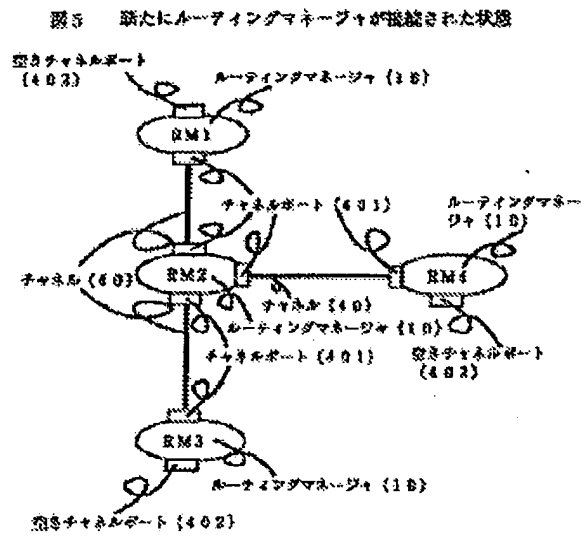 図5 新たにルーティングマネージャが接続された状態
空きチャネルポート
(402)
ルーティングマネージャ (10)
RM1
チャネルポート (401)
ルーティングマネー
ジャ (10)
RM2
RM4
チャネル (40)
チャネル (40)
ルーティングマネージャ (10)
チャネルポート (401)
空きチャネルポート
(402)
RM3
ルーティングマネージャ (10)
空きチャネルポート (402)